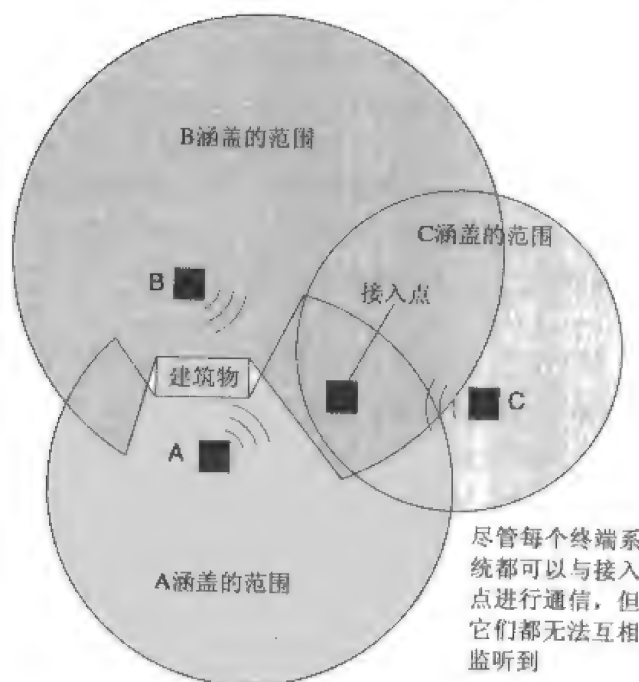 B涵盖的范围
C涵盖的范围
B
接入点
建筑物
C
A
A涵盖的范围
尽管每个终端系
统都可以与接入
点进行通信，但
它们都无法互相
监听到